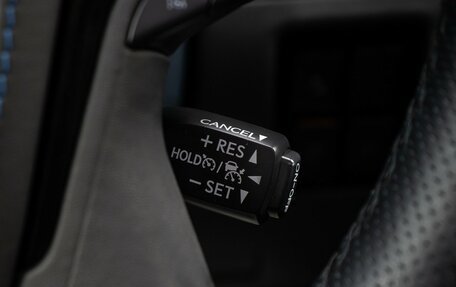 CANCEL▼
+ RES ▲
HOLD /
− SET ▼
ON-OFF